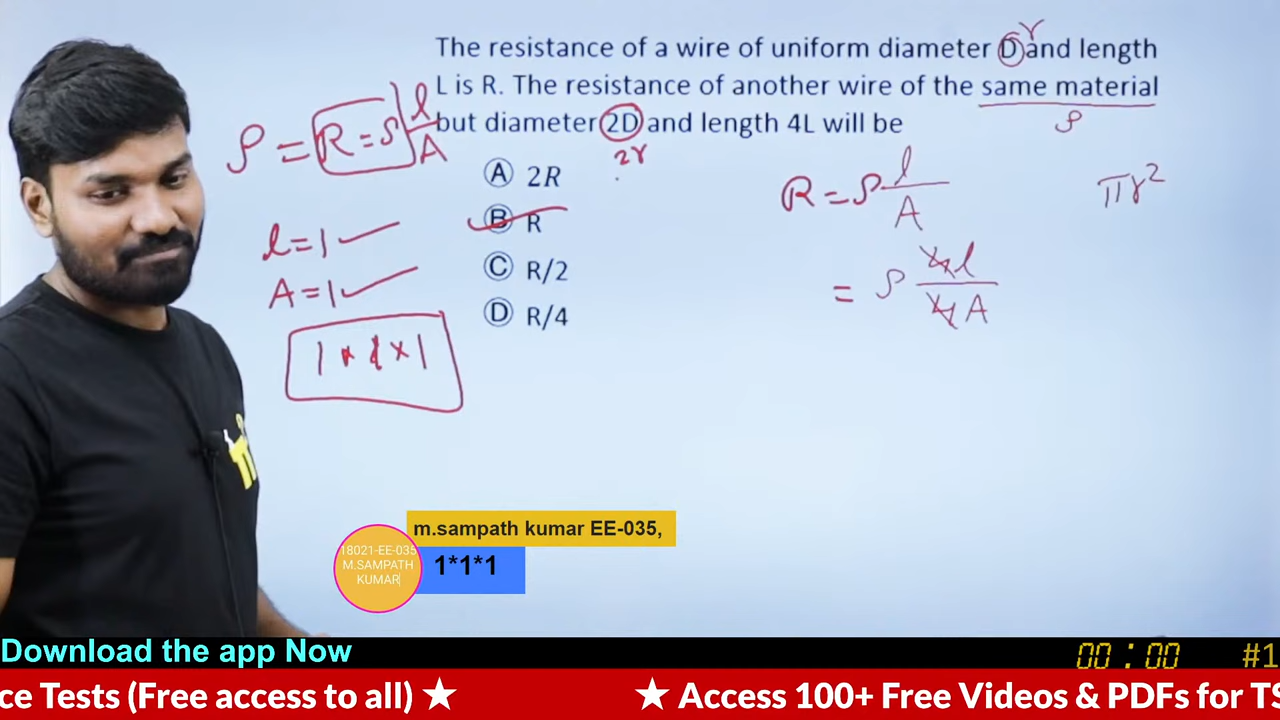 The resistance of a wire of uniform diameter D and length
r
L is R. The resistance of another wire of the same material
but diameter 2D and length 4L will be
2r
ρ
ρ = R = ρ l/A
Ⓐ 2R
Ⓑ R
Ⓒ R/2
Ⓓ R/4
l = 1
A = 1
1 × 1 × 1
R = ρ l/A
πr²
= ρ 4l/4A
m.sampath kumar EE-035,
18021-EE-035
M.SAMPATH
KUMAR
1*1*1
Download the app Now
00:00
#1
ce Tests (Free access to all) ★
★ Access 100+ Free Videos & PDFs for TS